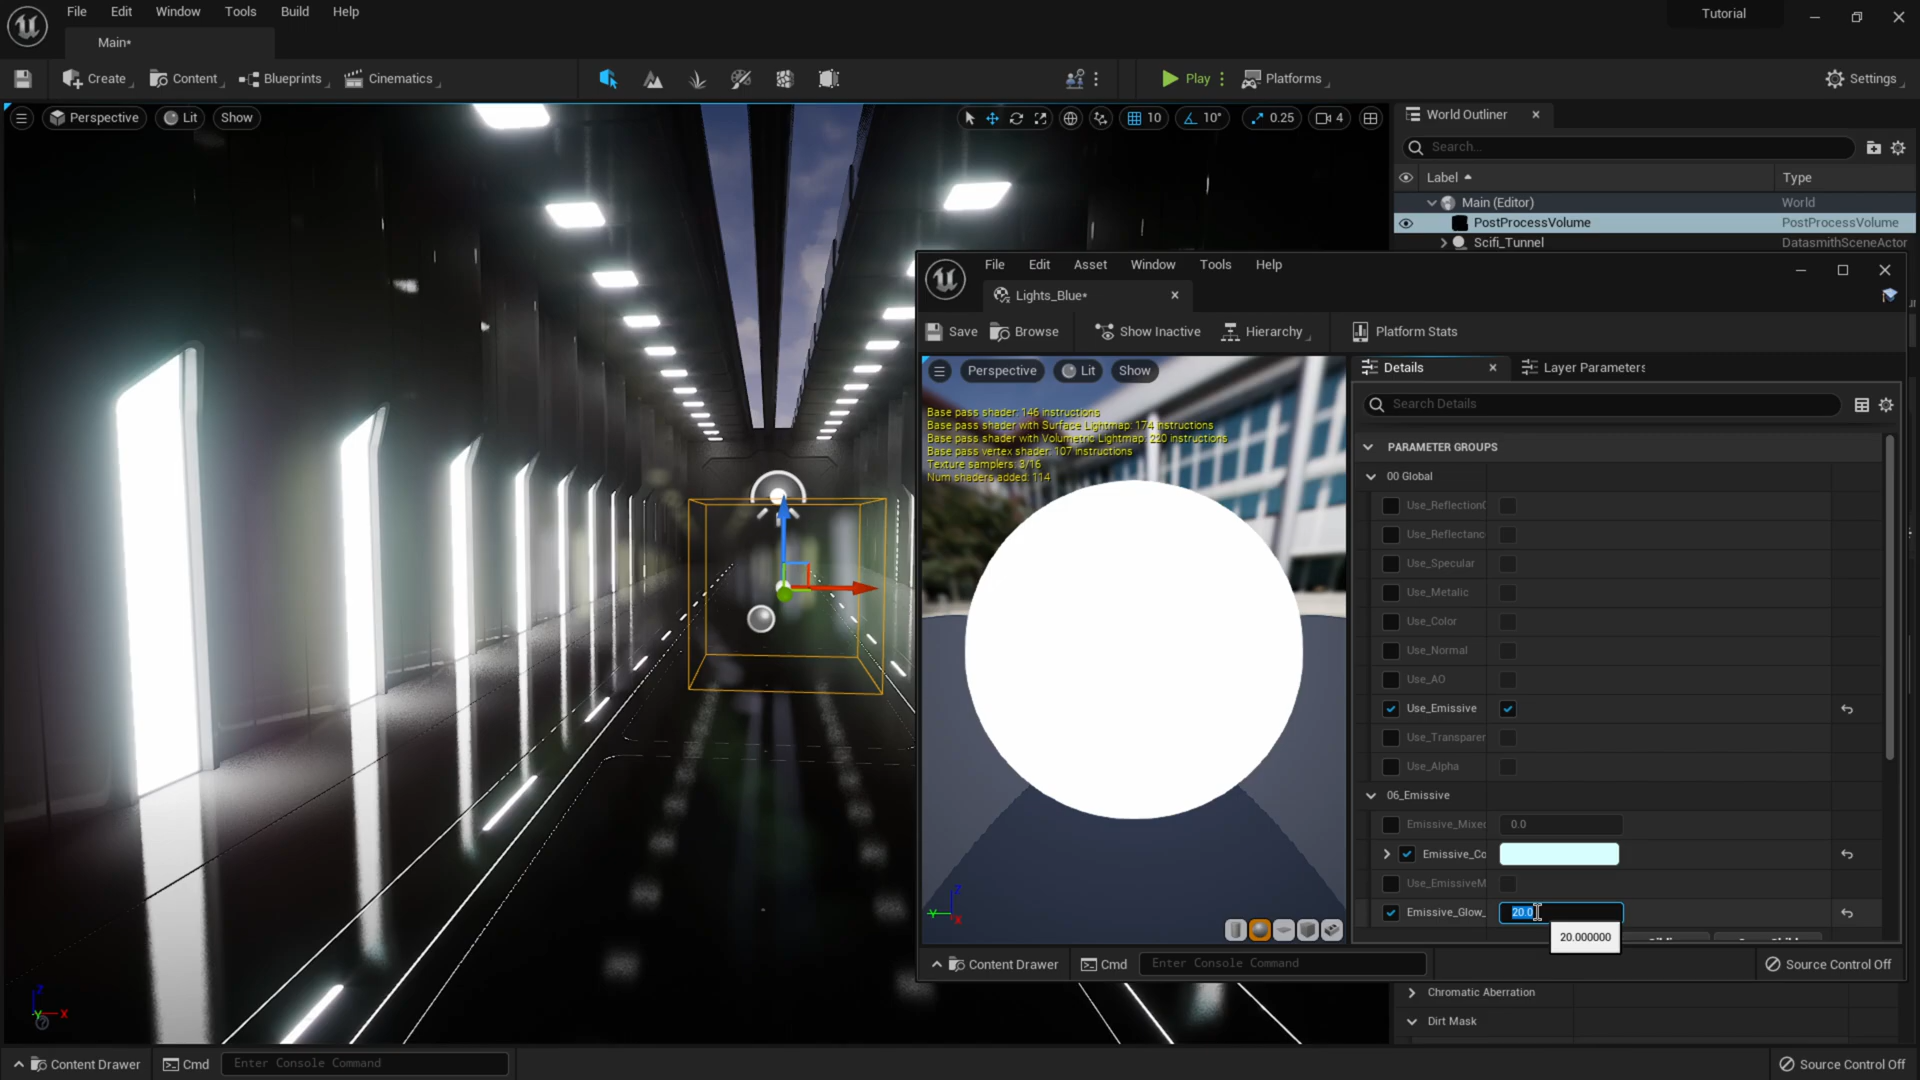 File Edit Window Tools Build Help
Tutorial
Main*
Create Content Blueprints Cinematics Play Platforms Settings
Perspective Lit Show 10 10° 0.25 4
World Outliner
Search...
Label Type
Main (Editor) World
PostProcessVolume PostProcessVolume
Scifi_Tunnel DatasmithSceneActor
File Edit Asset Window Tools Help
Lights_Blue*
Save Browse Show Inactive Hierarchy Platform Stats
Perspective Lit Show
Details Layer Parameters
Search Details
Base pass shader: 146 instructions
Base pass shader with Surface Lightmap: 174 instructions
Base pass shader with Volumetric Lightmap: 220 instructions
Base pass vertex shader: 107 instructions
Texture samplers: 3/16
Num shaders added: 114
PARAMETER GROUPS
00 Global
Use_Reflection
Use_Reflectanc
Use_Specular
Use_Metalic
Use_Color
Use_Normal
Use_AO
Use_Emissive
Use_Transparer
Use_Alpha
06_Emissive
Emissive_Mixe 0.0
Emissive_Co
Use_EmissiveM
Emissive_Glow_ 20.0
20.000000
Z
Y
X
Content Drawer Cmd Enter Console Command Source Control Off
Chromatic Aberration
Dirt Mask
Z
Y X
Content Drawer Cmd Enter Console Command Source Control Off